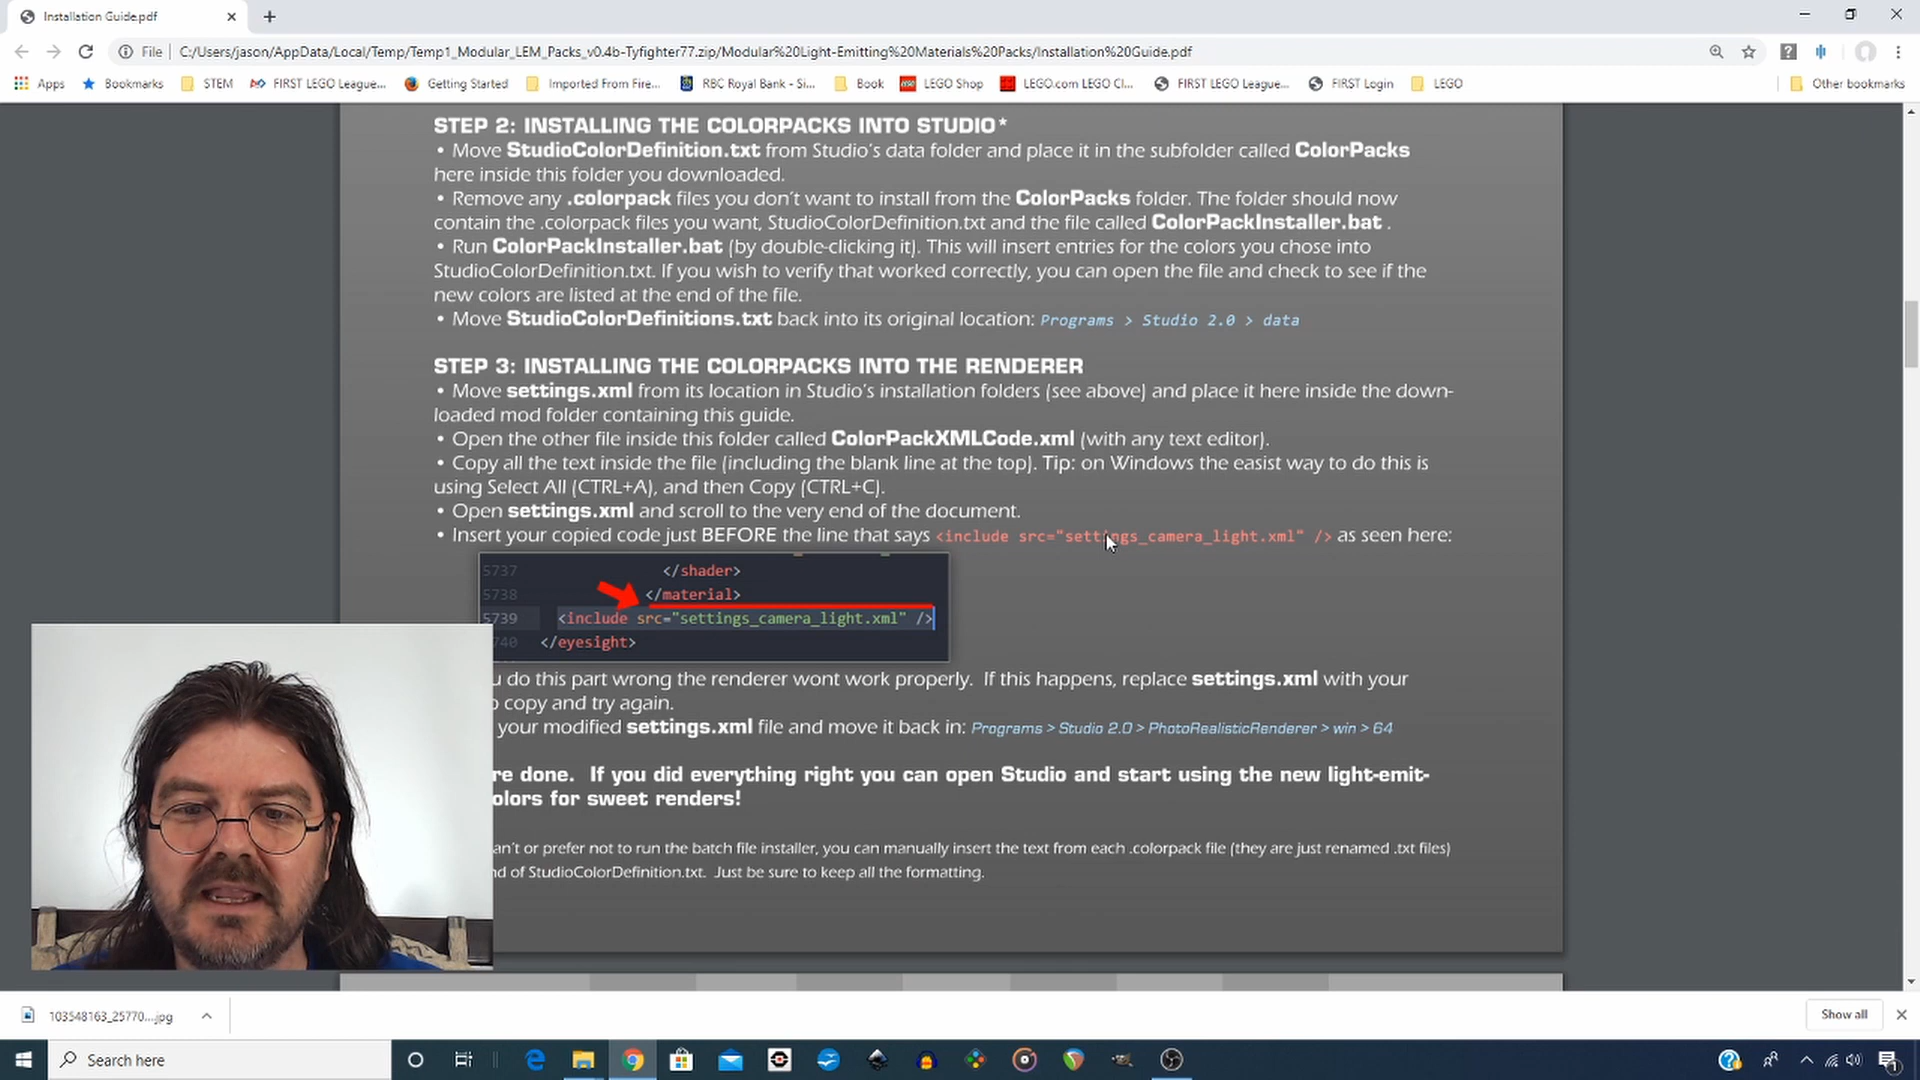 Installation Guide.pdf
File
C:/Users/jason/AppData/Local/Temp/Temp1_Modular_LEM_Packs_v0.4b-Tyfighter77.zip/Modular%20Light-Emitting%20Materials%20Packs/Installation%20Guide.pdf
Apps Bookmarks STEM FIRST LEGO League... Getting Started Imported From Fire... RBC Royal Bank - Si... Book LEGO Shop LEGO.com LEGO Cl... FIRST LEGO League... FIRST Login LEGO Other bookmarks
STEP 2: INSTALLING THE COLORPACKS INTO STUDIO*
• Move StudioColorDefinition.txt from Studio's data folder and place it in the subfolder called ColorPacks
here inside this folder you downloaded.
• Remove any .colorpack files you don't want to install from the ColorPacks folder. The folder should now
contain the .colorpack files you want, StudioColorDefinition.txt and the file called ColorPackInstaller.bat .
• Run ColorPackInstaller.bat (by double-clicking it). This will insert entries for the colors you chose into
StudioColorDefinition.txt. If you wish to verify that worked correctly, you can open the file and check to see if the
new colors are listed at the end of the file.
• Move StudioColorDefinitions.txt back into its original location: Programs > Studio 2.0 > data
STEP 3: INSTALLING THE COLORPACKS INTO THE RENDERER
• Move settings.xml from its location in Studio's installation folders (see above) and place it here inside the down-
loaded mod folder containing this guide.
• Open the other file inside this folder called ColorPackXMLCode.xml (with any text editor).
• Copy all the text inside the file (including the blank line at the top). Tip: on Windows the easist way to do this is
using Select All (CTRL+A), and then Copy (CTRL+C).
• Open settings.xml and scroll to the very end of the document.
• Insert your copied code just BEFORE the line that says <include src="settings_camera_light.xml" /> as seen here:
5737 </shader>
5738 </material>
5739 <include src="settings_camera_light.xml" />
740 </eyesight>
u do this part wrong the renderer wont work properly. If this happens, replace settings.xml with your
copy and try again.
your modified settings.xml file and move it back in: Programs > Studio 2.0 > PhotoRealisticRenderer > win > 64
re done. If you did everything right you can open Studio and start using the new light-emit-
olors for sweet renders!
an't or prefer not to run the batch file installer, you can manually insert the text from each .colorpack file (they are just renamed .txt files)
nd of StudioColorDefinition.txt. Just be sure to keep all the formatting.
103548163_25770....jpg
Show all
Search here